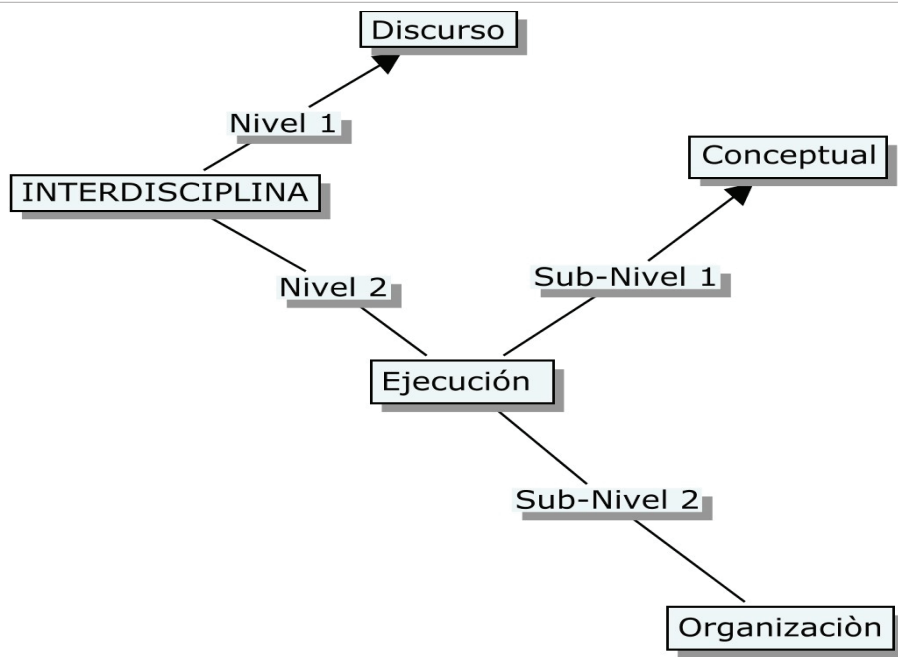 Discurso
Nivel 1
Conceptual
INTERDISCIPLINA
Sub-Nivel 1
Nivel 2
Ejecución
Sub-Nivel 2
Organizaciòn